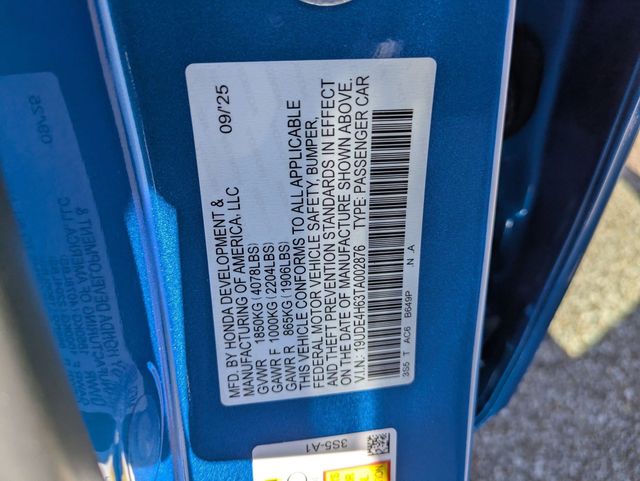 MFD. BY HONDA DEVELOPMENT & 09/'25
MANUFACTURING OF AMERICA, LLC
GVWR 1850KG (4078LBS)
GAWR F 1000KG (2204LBS)
GAWR R 865KG (1906LBS)
THIS VEHICLE CONFORMS TO ALL APPLICABLE
FEDERAL MOTOR VEHICLE SAFETY, BUMPER,
AND THEFT PREVENTION STANDARDS IN EFFECT
ON THE DATE OF MANUFACTURE SHOWN ABOVE.
V.I.N.: 19UDE4H63TA002876 TYPE: PASSENGER CAR
3S5 T AC6 B649P .N .A
3S5-A1